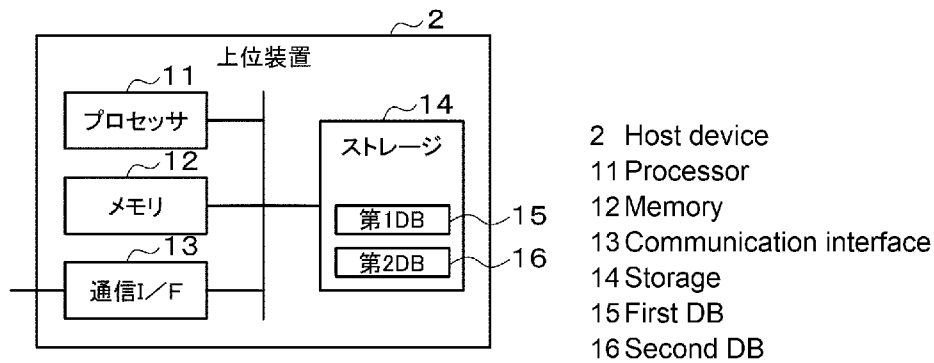 2
上位装置
11
プロセッサ
12
メモリ
13
通信I/F
14
ストレージ
第1DB 15
第2DB 16
2 Host device
11 Processor
12 Memory
13 Communication interface
14 Storage
15 First DB
16 Second DB